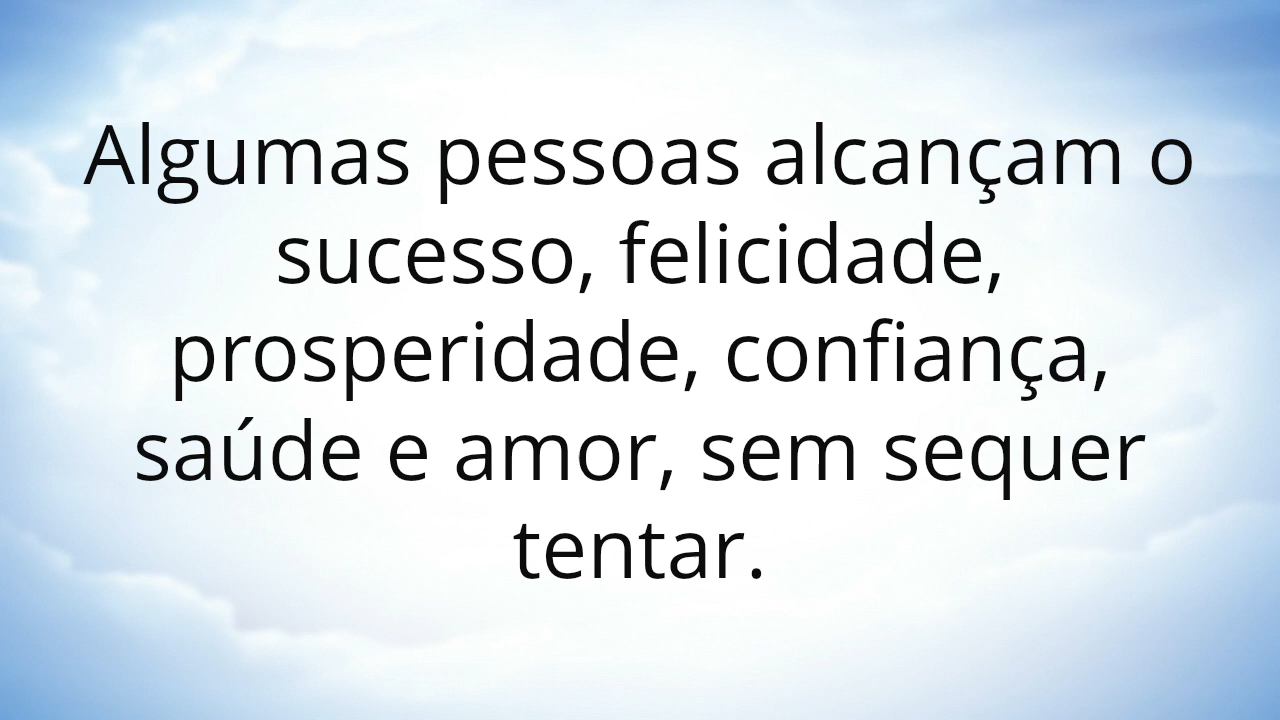 Algumas pessoas alcançam o
sucesso, felicidade,
prosperidade, confiança,
saúde e amor, sem sequer
tentar.